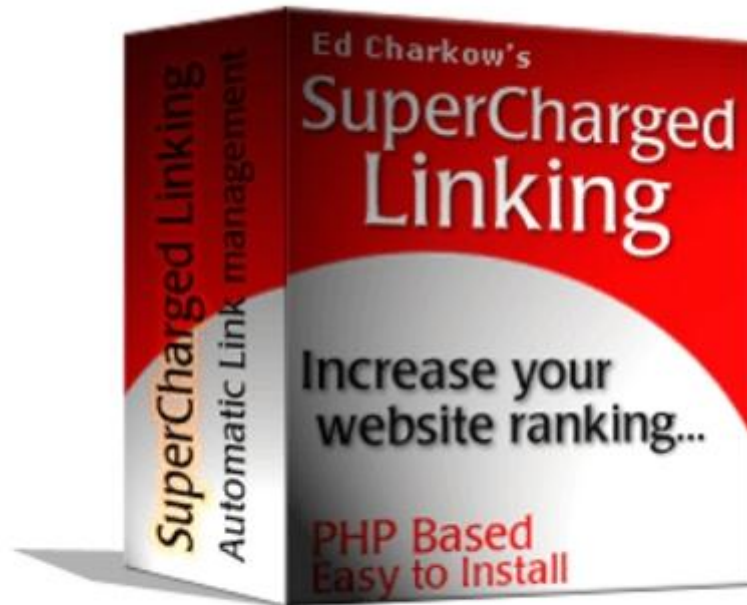 SuperCharged Linking
Automatic Link management
Ed Charkow's
SuperCharged
Linking
Increase your
website ranking...
PHP Based
Easy to Install